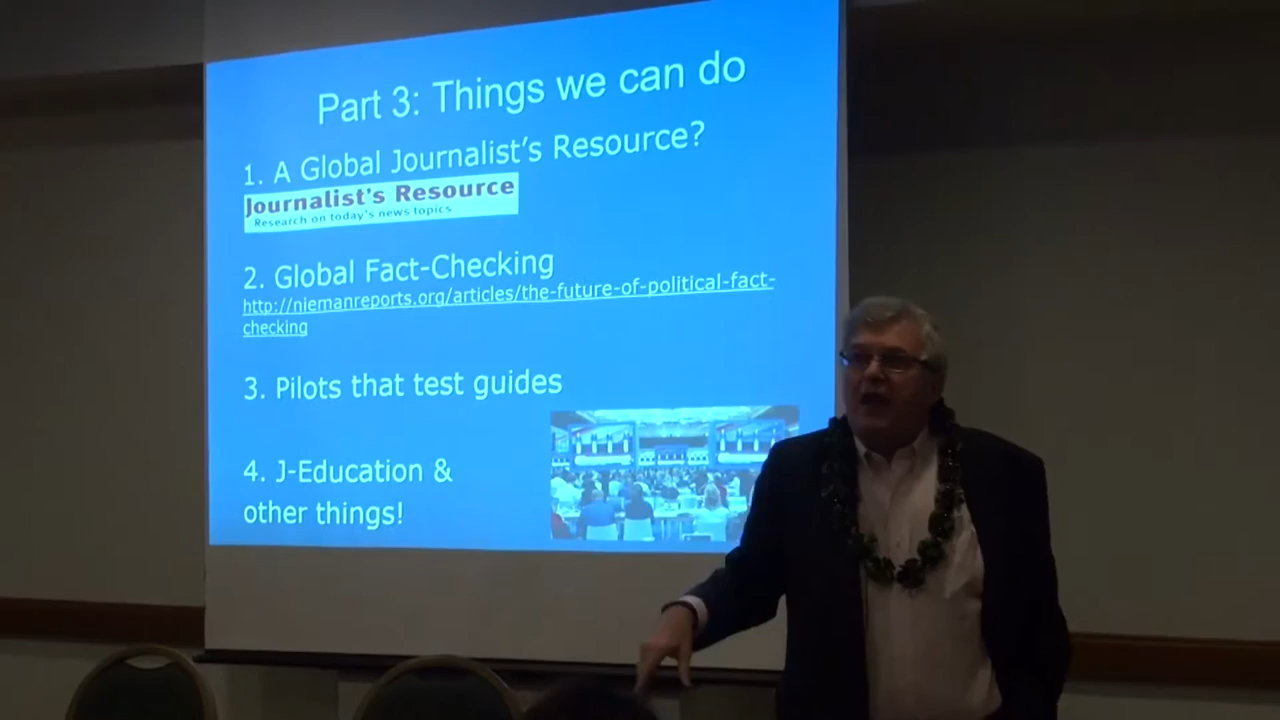 Part 3: Things we can do
1. A Global Journalist's Resource?
Journalist's Resource
Research on today's news topics
2. Global Fact-Checking
http://niemanreports.org/articles/the-future-of-political-fact-
checking
3. Pilots that test guides
4. J-Education &
other things!